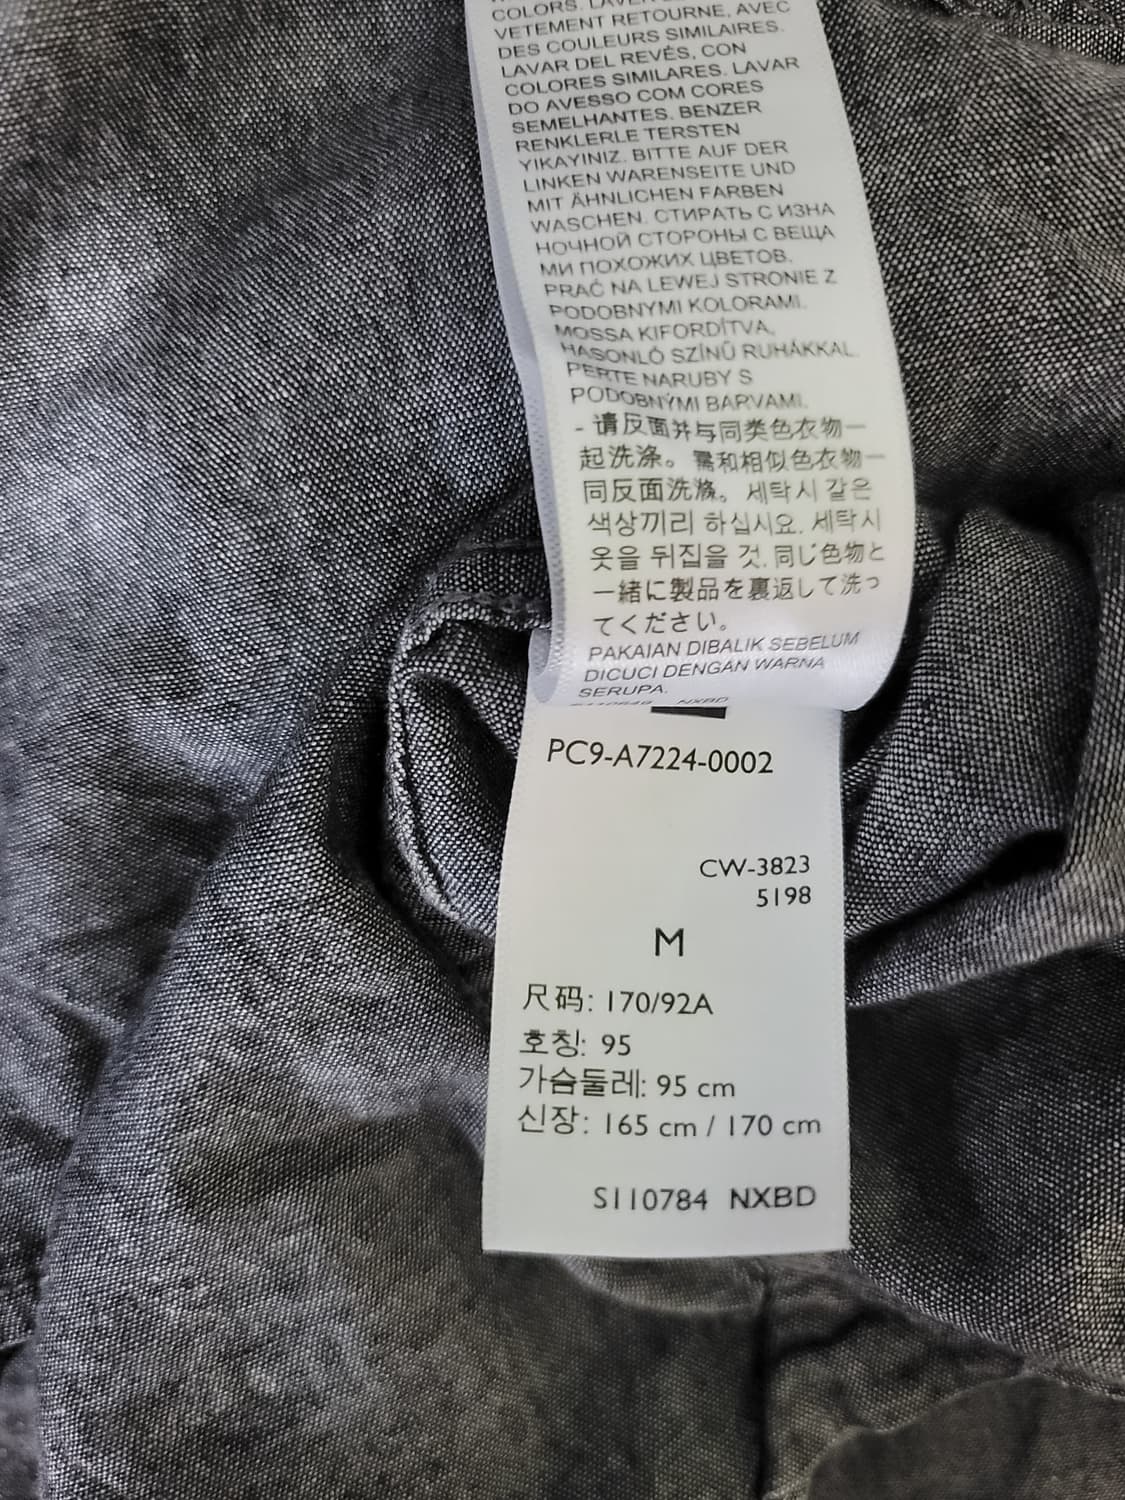 COLORS.
VETEMENT RETOURNE, AVEC
DES COULEURS SIMILAIRES.
LAVAR DEL REVÉS, CON
COLORES SIMILARES. LAVAR
DO AVESSO COM CORES
SEMELHANTES. BENZER
RENKLERLE TERSTEN
YIKAYINIZ. BITTE AUF DER
LINKEN WARENSEITE UND
MIT ÄHNLICHEN FARBEN
WASCHEN. СТИРАТЬ С ИЗНА
НОЧНОЙ СТОРОНЫ С ВЕЩА
МИ ПОХОЖИХ ЦВЕТОВ.
PRAĆ NA LEWEJ STRONIE Z
PODOBNYMI KOLORAMI.
MOSSA KIFORDÍTVA,
HASONLÓ SZÍNŰ RUHÁKKAL.
PERTE NARUBY S
PODOBNÝMI BARVAMI.
- 请反面并与同类色衣物一
起洗涤。需和相似色衣物一
同反面洗滌。세탁시 같은
색상끼리 하십시요. 세탁시
옷을 뒤집을 것. 同じ色物と
一緒に製品を裏返して洗っ
てください。
PAKAIAN DIBALIK SEBELUM
DICUCI DENGAN WARNA
SERUPA.
NXBD
PC9-A7224-0002
CW-3823
5198
M
尺码: 170/92A
호칭: 95
가슴둘레: 95 cm
신장: 165 cm / 170 cm
S110784 NXBD